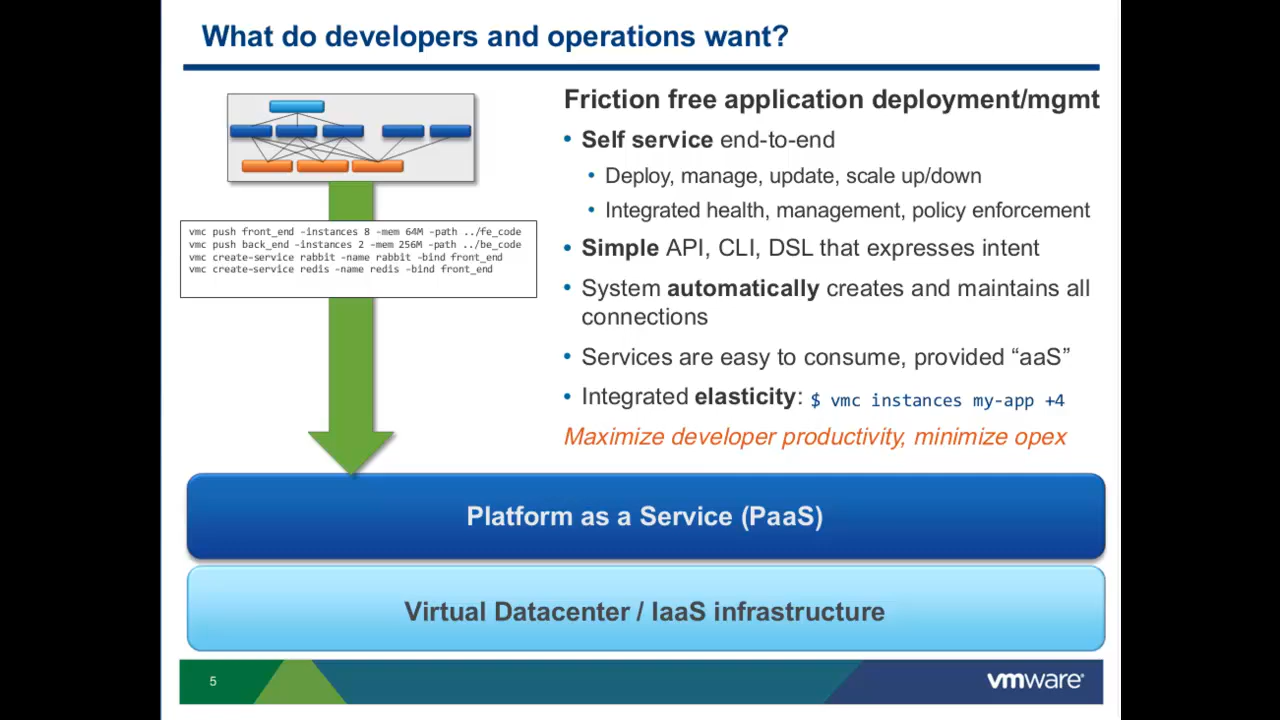 What do developers and operations want?
vmc push front_end -instances 8 -mem 64M -path ../fe_code
vmc push back_end -instances 2 -mem 256M -path ../be_code
vmc create-service rabbit -name rabbit -bind front_end
vmc create-service redis -name redis -bind front_end
Friction free application deployment/mgmt
• Self service end-to-end
• Deploy, manage, update, scale up/down
• Integrated health, management, policy enforcement
• Simple API, CLI, DSL that expresses intent
• System automatically creates and maintains all
connections
• Services are easy to consume, provided “aaS”
• Integrated elasticity: $ vmc instances my-app +4
Maximize developer productivity, minimize opex
Platform as a Service (PaaS)
Virtual Datacenter / IaaS infrastructure
5
vmware®